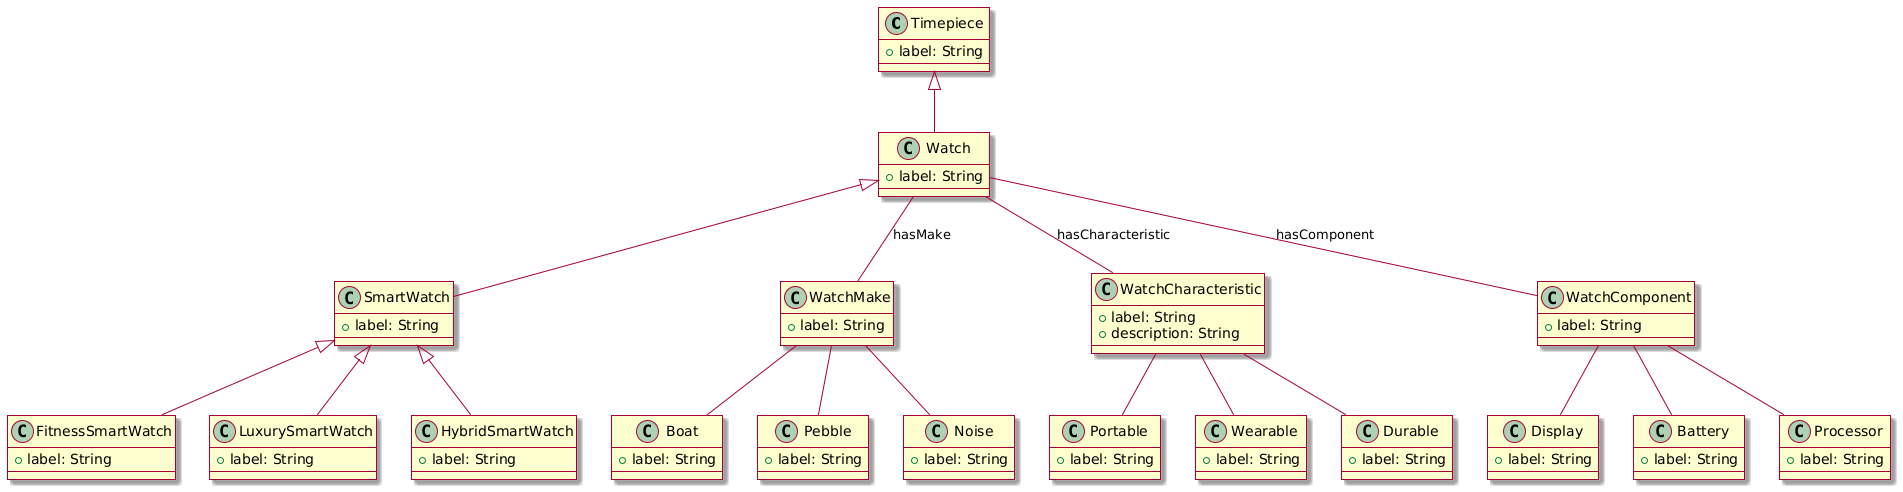 C Timepiece
label: String
C Watch
label: String
hasMake
hasCharacteristic
hasComponent
C SmartWatch
label: String
C WatchMake
label: String
C WatchCharacteristic
label: String
description: String
C WatchComponent
label: String
C FitnessSmartWatch
label: String
C LuxurySmartWatch
label: String
C HybridSmartWatch
label: String
C Boat
label: String
C Pebble
label: String
C Noise
label: String
C Portable
label: String
C Wearable
label: String
C Durable
label: String
C Display
label: String
C Battery
label: String
C Processor
label: String